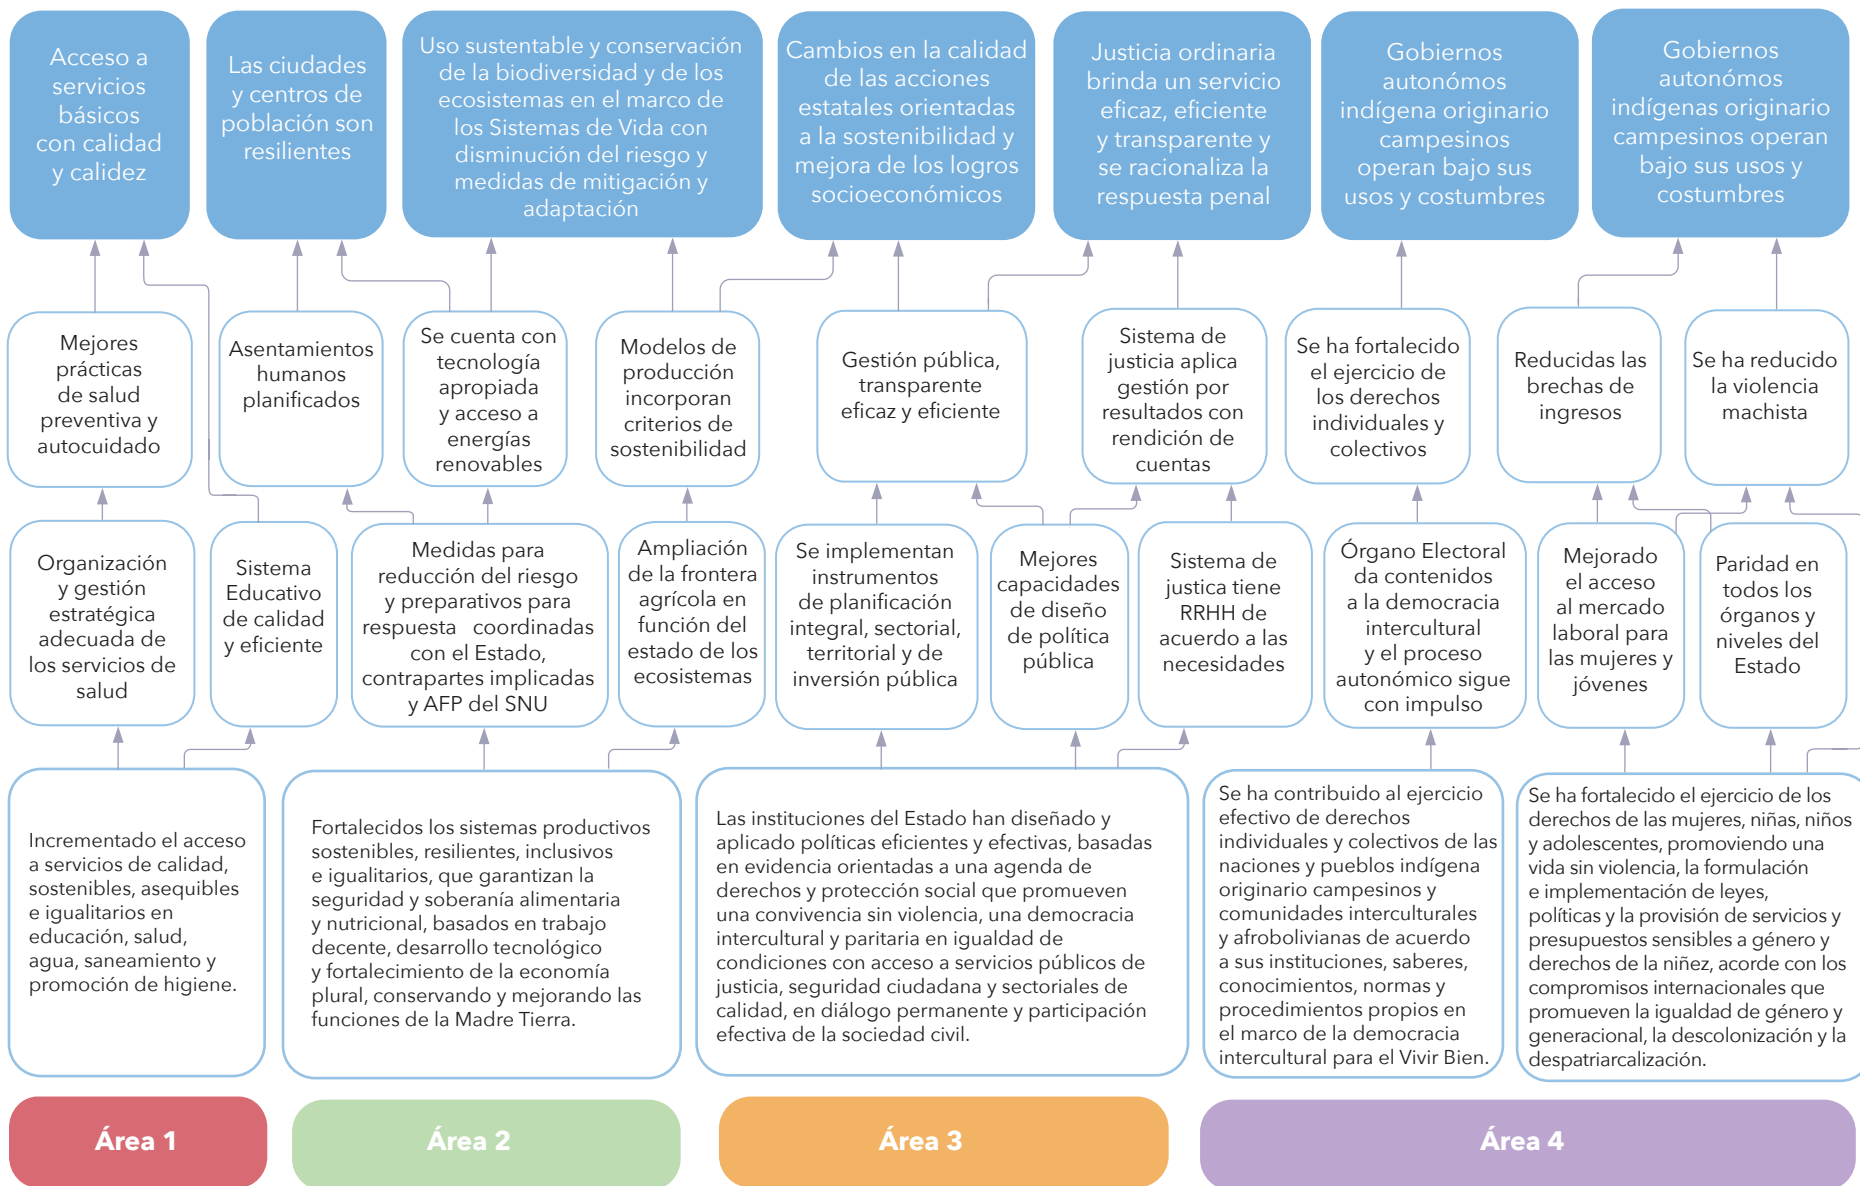 Acceso a
servicios
básicos
con calidad
y calidez
Las ciudades
y centros de
población son
resilientes
Uso sustentable y conservación
de la biodiversidad y de los
ecosistemas en el marco de
los Sistemas de Vida con
disminución del riesgo y
medidas de mitigación y
adaptación
Cambios en la calidad
de las acciones
estatales orientadas
a la sostenibilidad y
mejora de los logros
socioeconómicos
Justicia ordinaria
brinda un servicio
eficaz, eficiente
y transparente y
se racionaliza la
respuesta penal
Gobiernos
autonómos
indígena originario
campesinos
operan bajo sus
usos y costumbres
Gobiernos
autonómos
indígenas originario
campesinos operan
bajo sus usos y
costumbres
Mejores
prácticas
de salud
preventiva y
autocuidado
Asentamientos
humanos
planificados
Se cuenta con
tecnología
apropiada
y acceso a
energías
renovables
Modelos de
producción
incorporan
criterios de
sostenibilidad
Gestión pública,
transparente
eficaz y eficiente
Sistema de
justicia aplica
gestión por
resultados con
rendición de
cuentas
Se ha fortalecido
el ejercicio de
los derechos
individuales y
colectivos
Reducidas las
brechas de
ingresos
Se ha reducido
la violencia
machista
Organización
y gestión
estratégica
adecuada de
los servicios de
salud
Sistema
Educativo
de calidad
y eficiente
Medidas para
reducción del riesgo
y preparativos para
respuesta coordinadas
con el Estado,
contrapartes implicadas
y AFP del SNU
Ampliación
de la frontera
agrícola en
función del
estado de los
ecosistemas
Se implementan
instrumentos
de planificación
integral, sectorial,
territorial y de
inversión pública
Mejores
capacidades
de diseño
de política
pública
Sistema de
justica tiene
RRHH de
acuerdo a las
necesidades
Órgano Electoral
da contenidos
a la democracia
intercultural
y el proceso
autonómico sigue
con impulso
Mejorado
el acceso
al mercado
laboral para
las mujeres y
jóvenes
Paridad en
todos los
órganos y
niveles del
Estado
Incrementado el acceso
a servicios de calidad,
sostenibles, asequibles
e igualitarios en
educación, salud,
agua, saneamiento y
promoción de higiene.
Fortalecidos los sistemas productivos
sostenibles, resilientes, inclusivos
e igualitarios, que garantizan la
seguridad y soberanía alimentaria
y nutricional, basados en trabajo
decente, desarrollo tecnológico
y fortalecimiento de la economía
plural, conservando y mejorando las
funciones de la Madre Tierra.
Las instituciones del Estado han diseñado y
aplicado políticas eficientes y efectivas, basadas
en evidencia orientadas a una agenda de
derechos y protección social que promueven
una convivencia sin violencia, una democracia
intercultural y paritaria en igualdad de
condiciones con acceso a servicios públicos de
justicia, seguridad ciudadana y sectoriales de
calidad, en diálogo permanente y participación
efectiva de la sociedad civil.
Se ha contribuido al ejercicio
efectivo de derechos
individuales y colectivos de las
naciones y pueblos indígena
originario campesinos y
comunidades interculturales
y afrobolivianas de acuerdo
a sus instituciones, saberes,
conocimientos, normas y
procedimientos propios en
el marco de la democracia
intercultural para el Vivir Bien.
Se ha fortalecido el ejercicio de los
derechos de las mujeres, niñas, niños
y adolescentes, promoviendo una
vida sin violencia, la formulación
e implementación de leyes,
políticas y la provisión de servicios y
presupuestos sensibles a género y
derechos de la niñez, acorde con los
compromisos internacionales que
promueven la igualdad de género y
generacional, la descolonización y la
despatriarcalización.
Área 1
Área 2
Área 3
Área 4